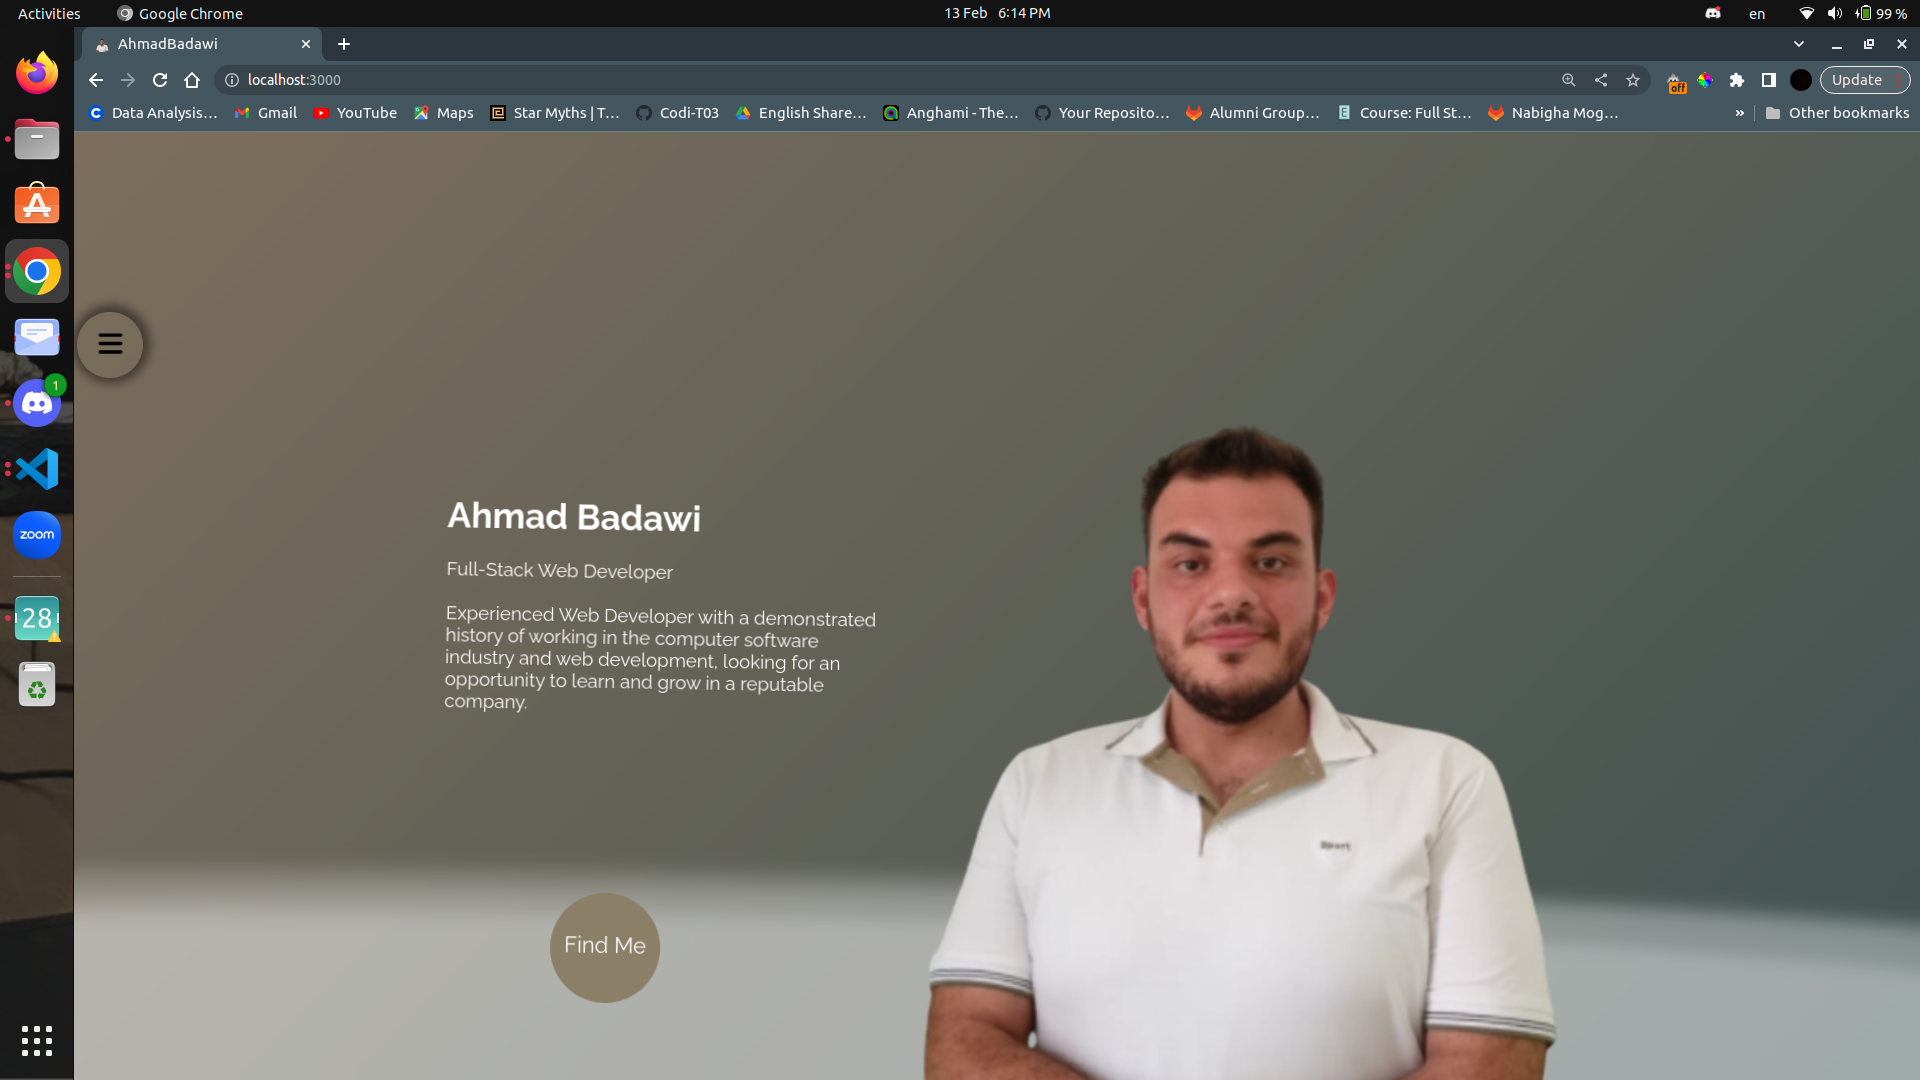 Activities Google Chrome 13 Feb 6:14 PM en 99 %
AhmadBadawi
localhost:3000 off Update
Data Analysis… Gmail YouTube Maps Star Myths | T… Codi-T03 English Share… Anghami - The… Your Reposito… Alumni Group… Course: Full St… Nabigha Mog… » Other bookmarks
1
zoom
28
Ahmad Badawi
Full-Stack Web Developer
Experienced Web Developer with a demonstrated
history of working in the computer software
industry and web development, looking for an
opportunity to learn and grow in a reputable
company.
Sport
Find Me